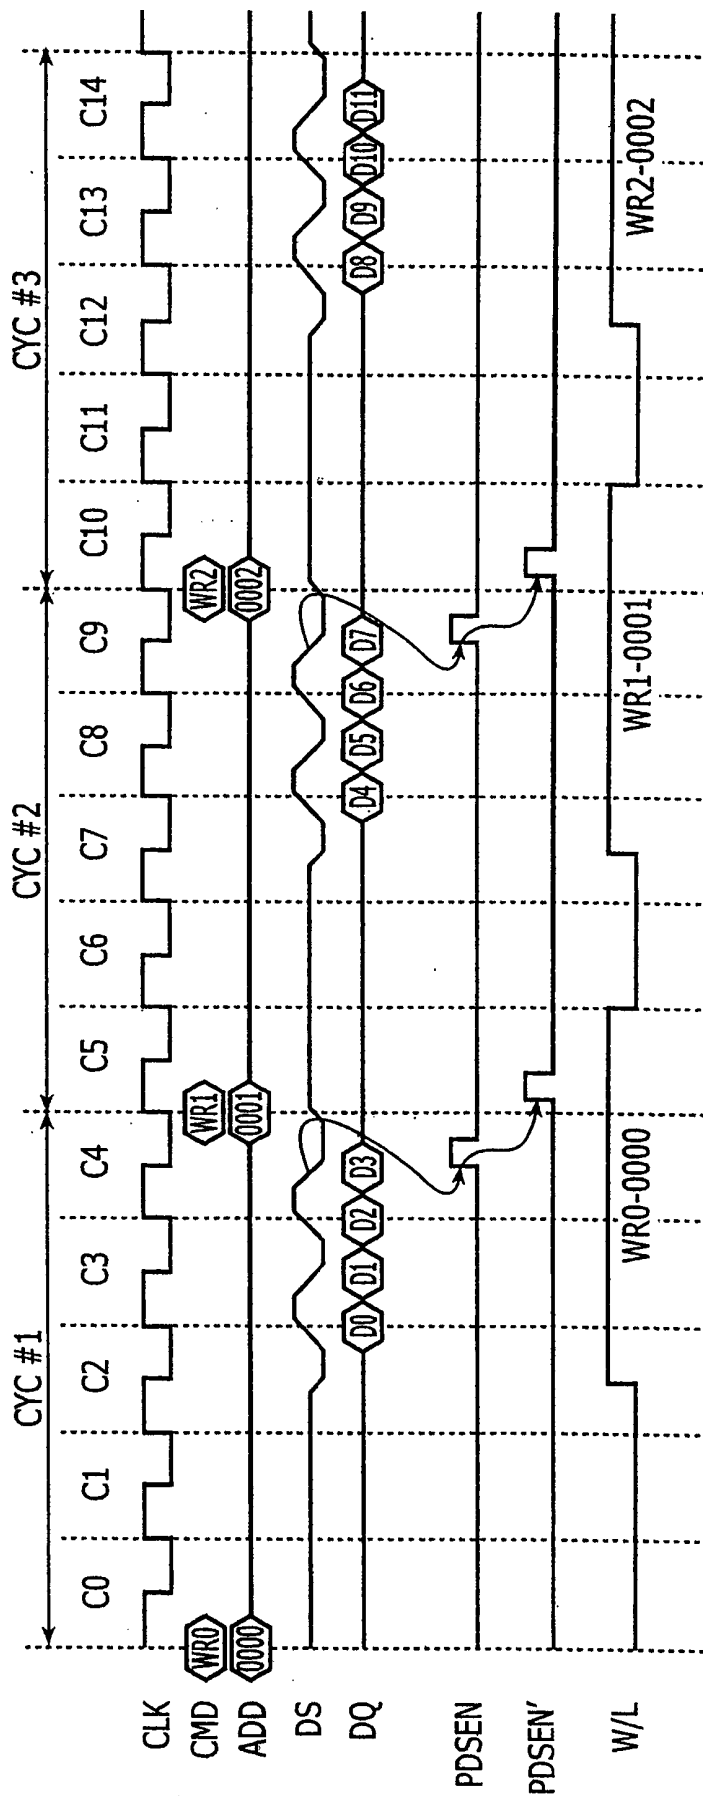 CYC #1 CYC #2 CYC #3
C0 C1 C2 C3 C4 C5 C6 C7 C8 C9 C10 C11 C12 C13 C14
CLK
CMD WR0 WR1 WR2
ADD 0000 0001 0002
DS
DQ D0 D1 D2 D3 D4 D5 D6 D7 D8 D9 D10 D11
PDSEN
PDSEN'
W/L WR0-0000 WR1-0001 WR2-0002